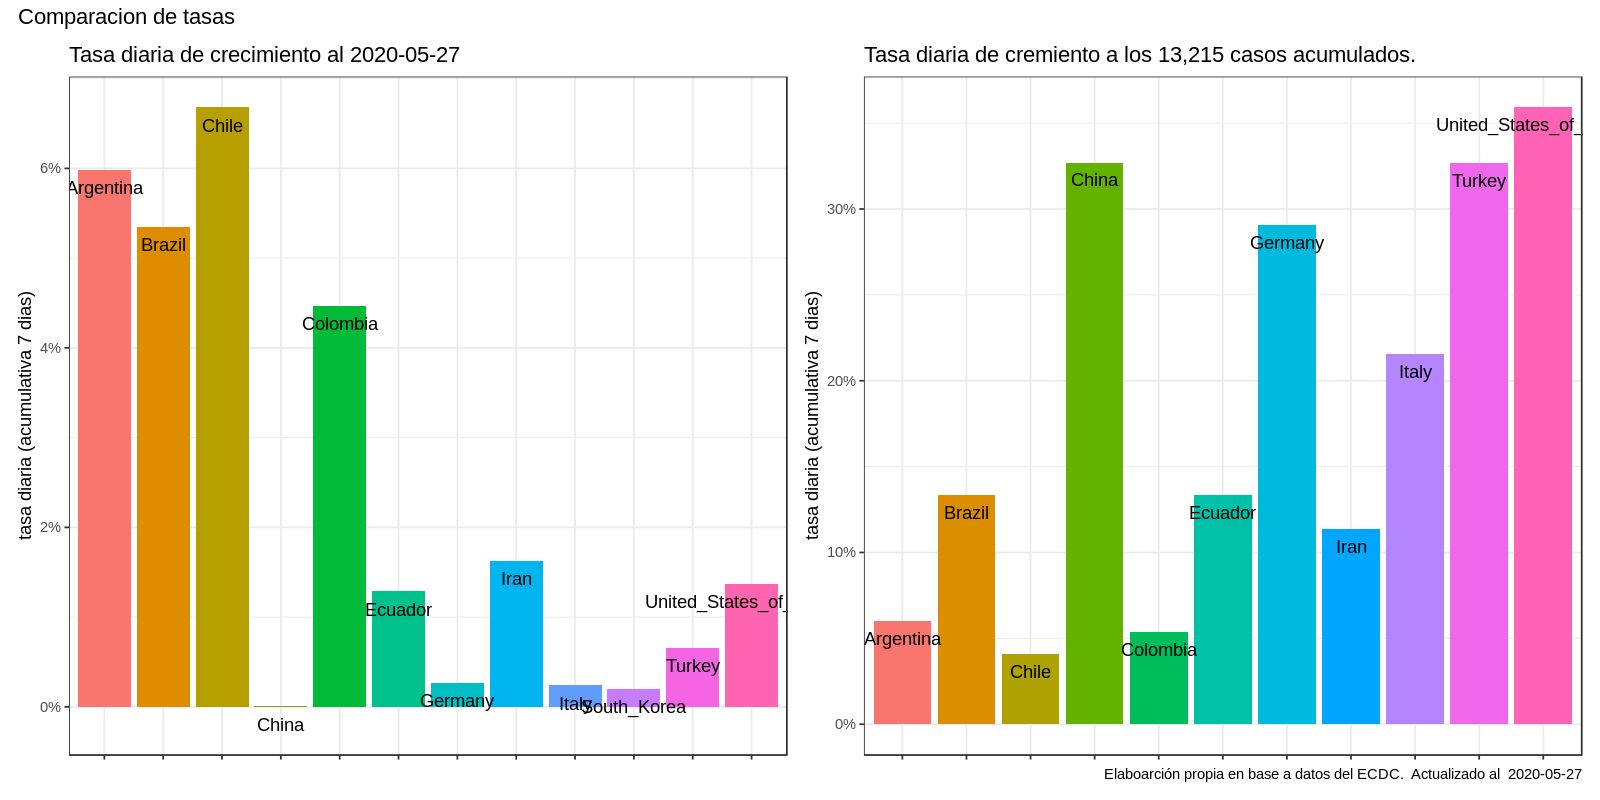 Comparacion de tasas
Tasa diaria de crecimiento al 2020-05-27
tasa diaria (acumulativa 7 dias)
6%
4%
2%
0%
Argentina
Brazil
Chile
China
Colombia
Ecuador
Germany
Iran
Italy
South_Korea
Turkey
United_States_of_
Tasa diaria de cremiento a los 13,215 casos acumulados.
tasa diaria (acumulativa 7 dias)
30%
20%
10%
0%
Argentina
Brazil
Chile
China
Colombia
Ecuador
Germany
Iran
Italy
Turkey
United_States_of_
Elaboarción propia en base a datos del ECDC.  Actualizado al  2020-05-27